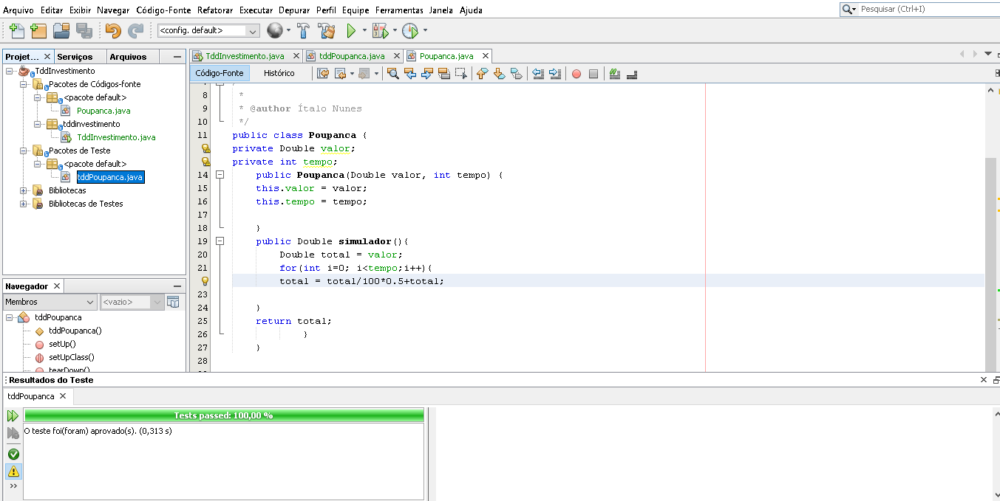 Arquivo Editar Exibir Navegar Código-Fonte Refatorar Executar Depurar Perfil Equipe Ferramentas Janela Ajuda
Pesquisar (Ctrl+I)
<config. default>
Projet... Serviços Arquivos
TddInvestimento
Pacotes de Códigos-fonte
<pacote default>
Poupanca.java
tddinvestimento
TddInvestimento.java
Pacotes de Teste
<pacote default>
tddPoupanca.java
Bibliotecas
Bibliotecas de Testes
Navegador
Membros <vazio>
tddPoupanca
tddPoupanca()
setUp()
setUpClass()
tearDown()
TddInvestimento.java tddPoupanca.java Poupanca.java
Código-Fonte Histórico
8 *
9 * @author Ítalo Nunes
10 */
11 public class Poupanca {
private Double valor;
private int tempo;
14 public Poupanca(Double valor, int tempo) {
15 this.valor = valor;
16 this.tempo = tempo;
17
18 }
19 public Double simulador(){
20 Double total = valor;
21 for(int i=0; i<tempo;i++){
total = total/100*0.5+total;
23
24 }
25 return total;
26 }
27 }
28
Resultados do Teste
tddPoupanca
Tests passed: 100,00 %
O teste foi(foram) aprovado(s). (0,313 s)